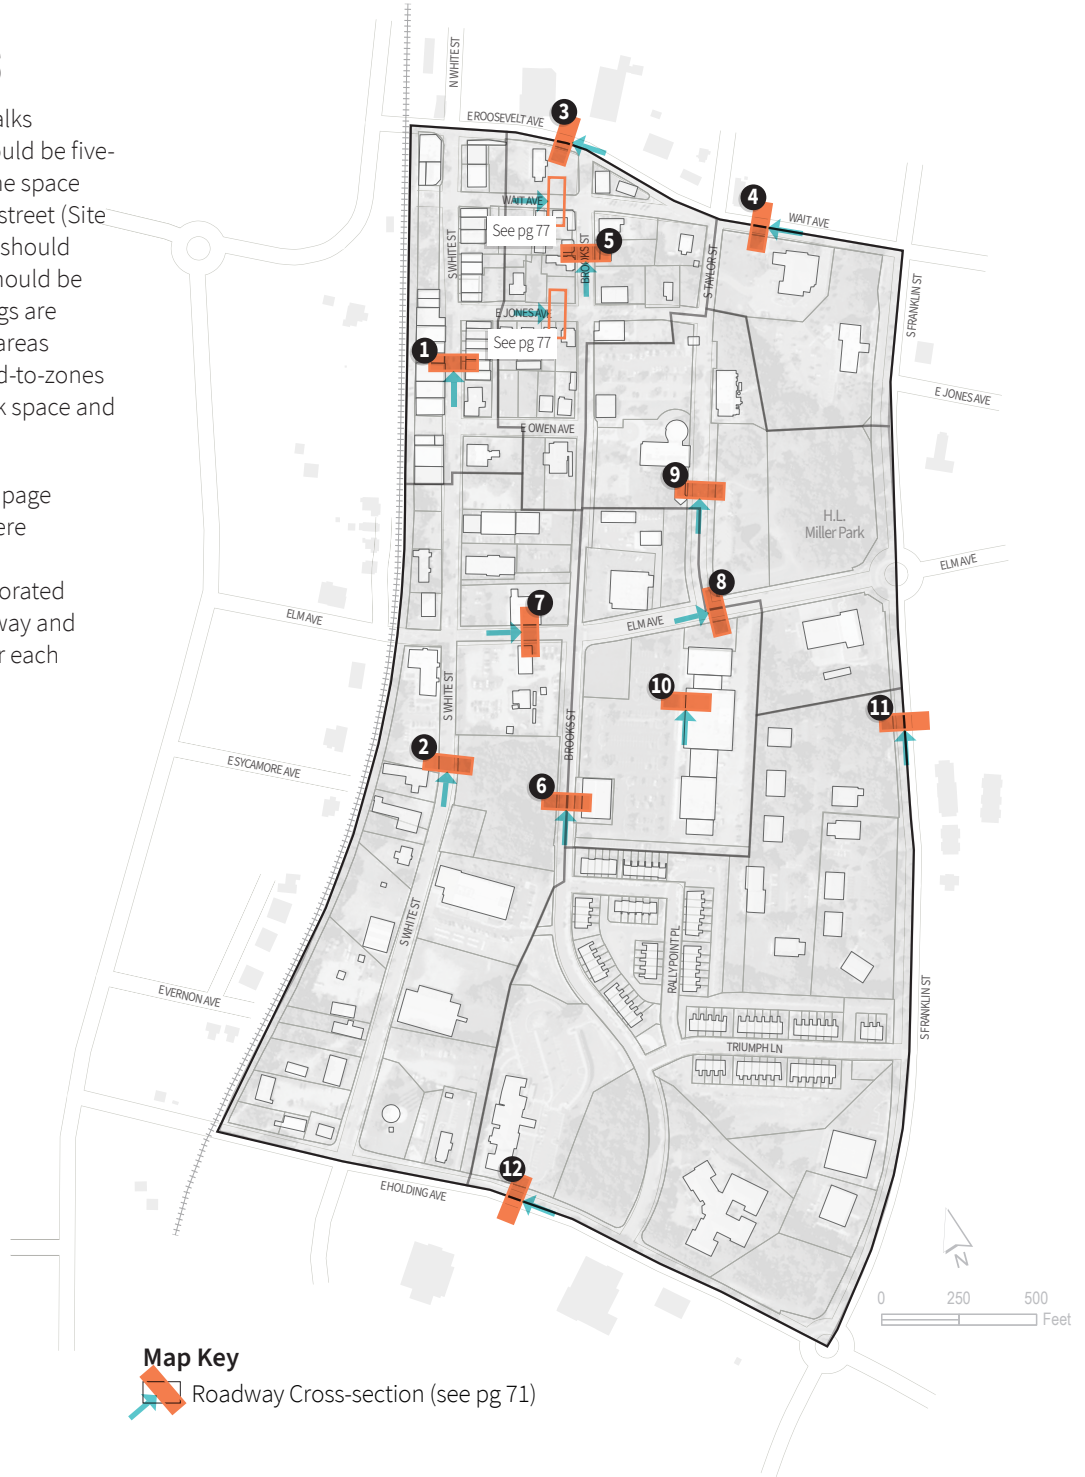 alks
ould be five-
ne space
street (Site
should
hould be
gs are
areas
d-to-zones
k space and
page
ere
orated
way and
r each
N WHITE ST
E ROOSEVELT AVE
3
4
WAIT AVE
WAIT AVE
See pg 77
5
S WHITE ST
BROOKS ST
S TAYLOR ST
S FRANKLIN ST
E JONES AVE
See pg 77
1
E JONES AVE
E OWEN AVE
9
H.L.
Miller Park
ELM AVE
8
7
ELM AVE
ELM AVE
10
S WHITE ST
11
BROOKS ST
2
E SYCAMORE AVE
6
S WHITE ST
RALLYPOINT PL
E VERNON AVE
S FRANKLIN ST
TRIUMPH LN
12
E HOLDING AVE
N
0 250 500
Feet
Map Key
Roadway Cross-section (see pg 71)